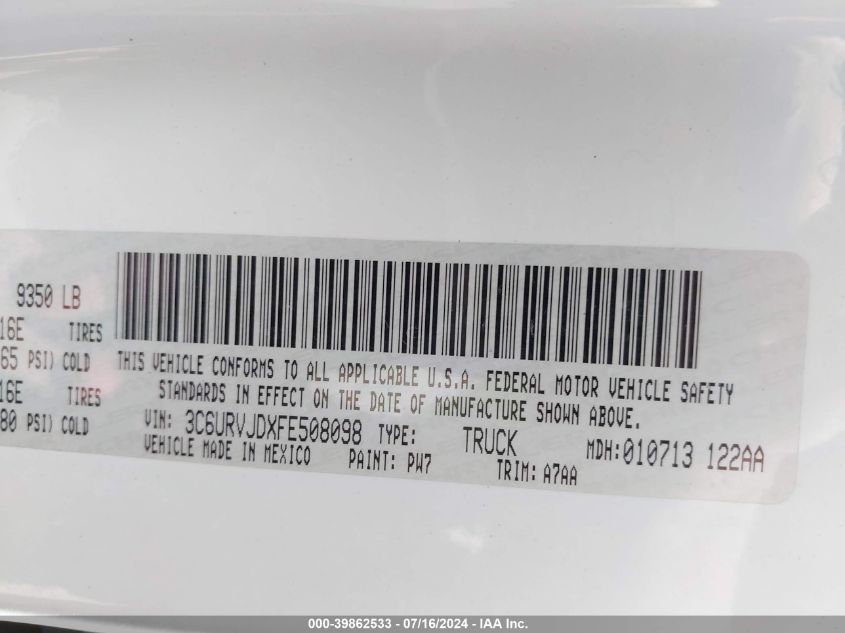 9350 LB
16E TIRES
65 PSI) COLD
16E TIRES
80 PSI) COLD
THIS VEHICLE CONFORMS TO ALL APPLICABLE U.S.A. FEDERAL MOTOR VEHICLE SAFETY
STANDARDS IN EFFECT ON THE DATE OF MANUFACTURE SHOWN ABOVE.
VIN: 3C6URVJDXFE508098 TYPE: TRUCK MDH:010713 122AA
VEHICLE MADE IN MEXICO PAINT: PW7 TRIM: A7AA
000-39862533 - 07/16/2024 - IAA Inc.